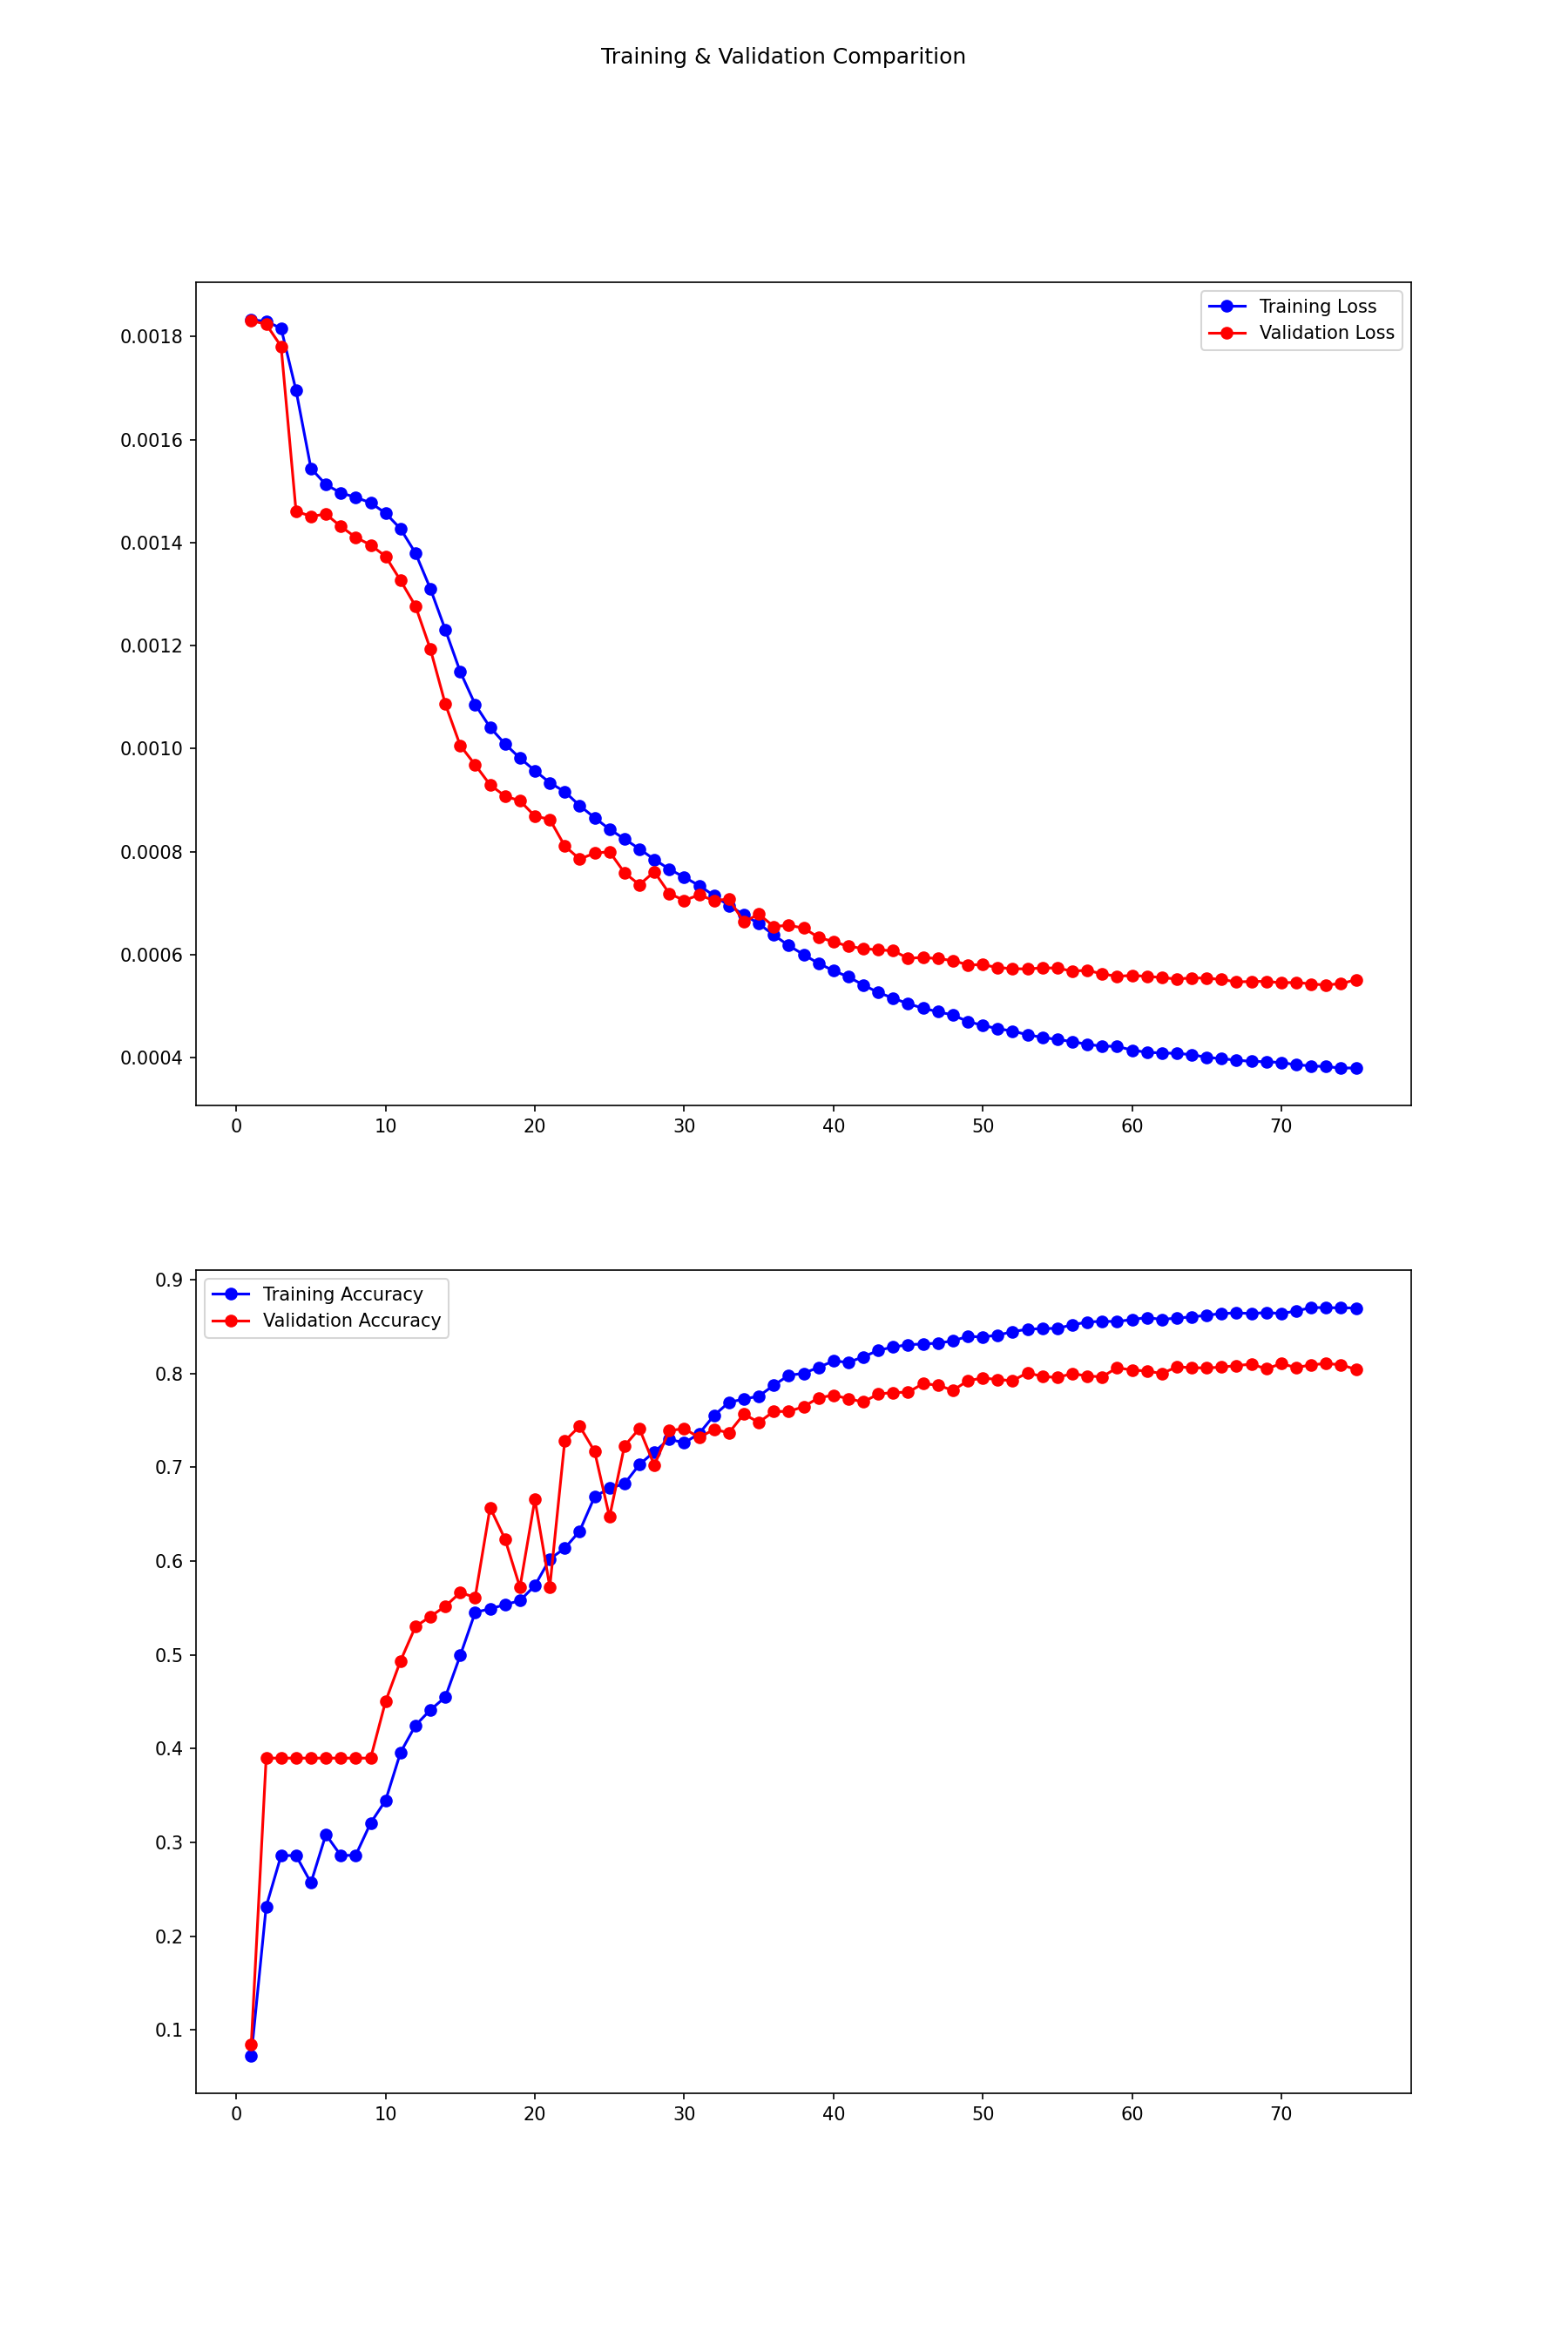 Training & Validation Comparition
Training Loss
Validation Loss
0.0018
0.0016
0.0014
0.0012
0.0010
0.0008
0.0006
0.0004
0 10 20 30 40 50 60 70
Training Accuracy
Validation Accuracy
0.9
0.8
0.7
0.6
0.5
0.4
0.3
0.2
0.1
0 10 20 30 40 50 60 70